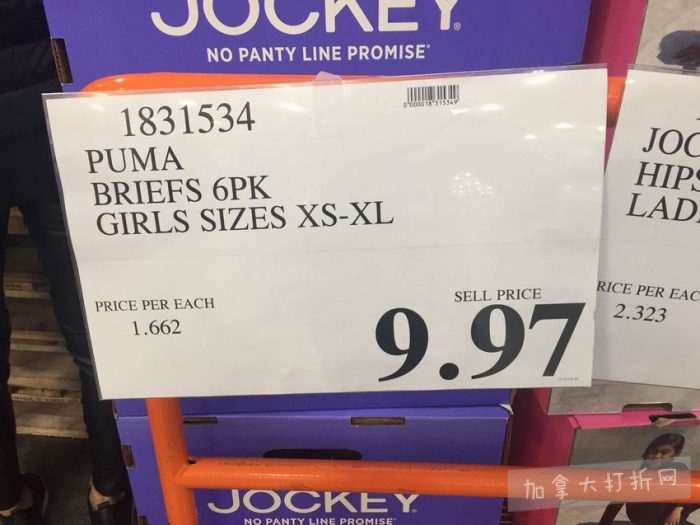 JOCKEY®
NO PANTY LINE PROMISE®
1831534
PUMA
BRIEFS 6PK
GIRLS SIZES XS-XL
PRICE PER EACH
1.662
SELL PRICE
9.97
JOC
HIPS
LAD
RICE PER EAC
2.323
JOCKEY
NO PANTY LINE PROMISE®
加拿大打折网